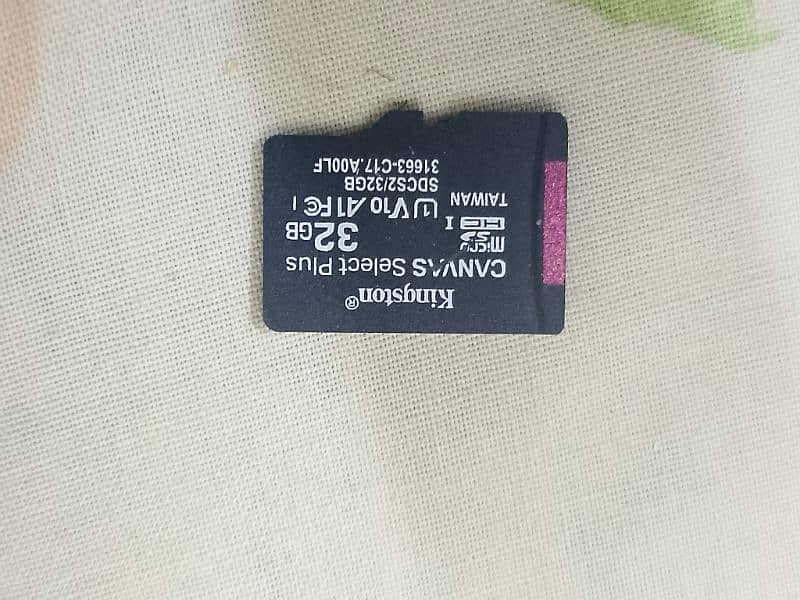 Kingston®
CANVAS Select Plus
micro SD HC I
32GB
TAIWAN
U1 V10 A1 FC I
SDCS2/32GB
31663-C17.A00LF